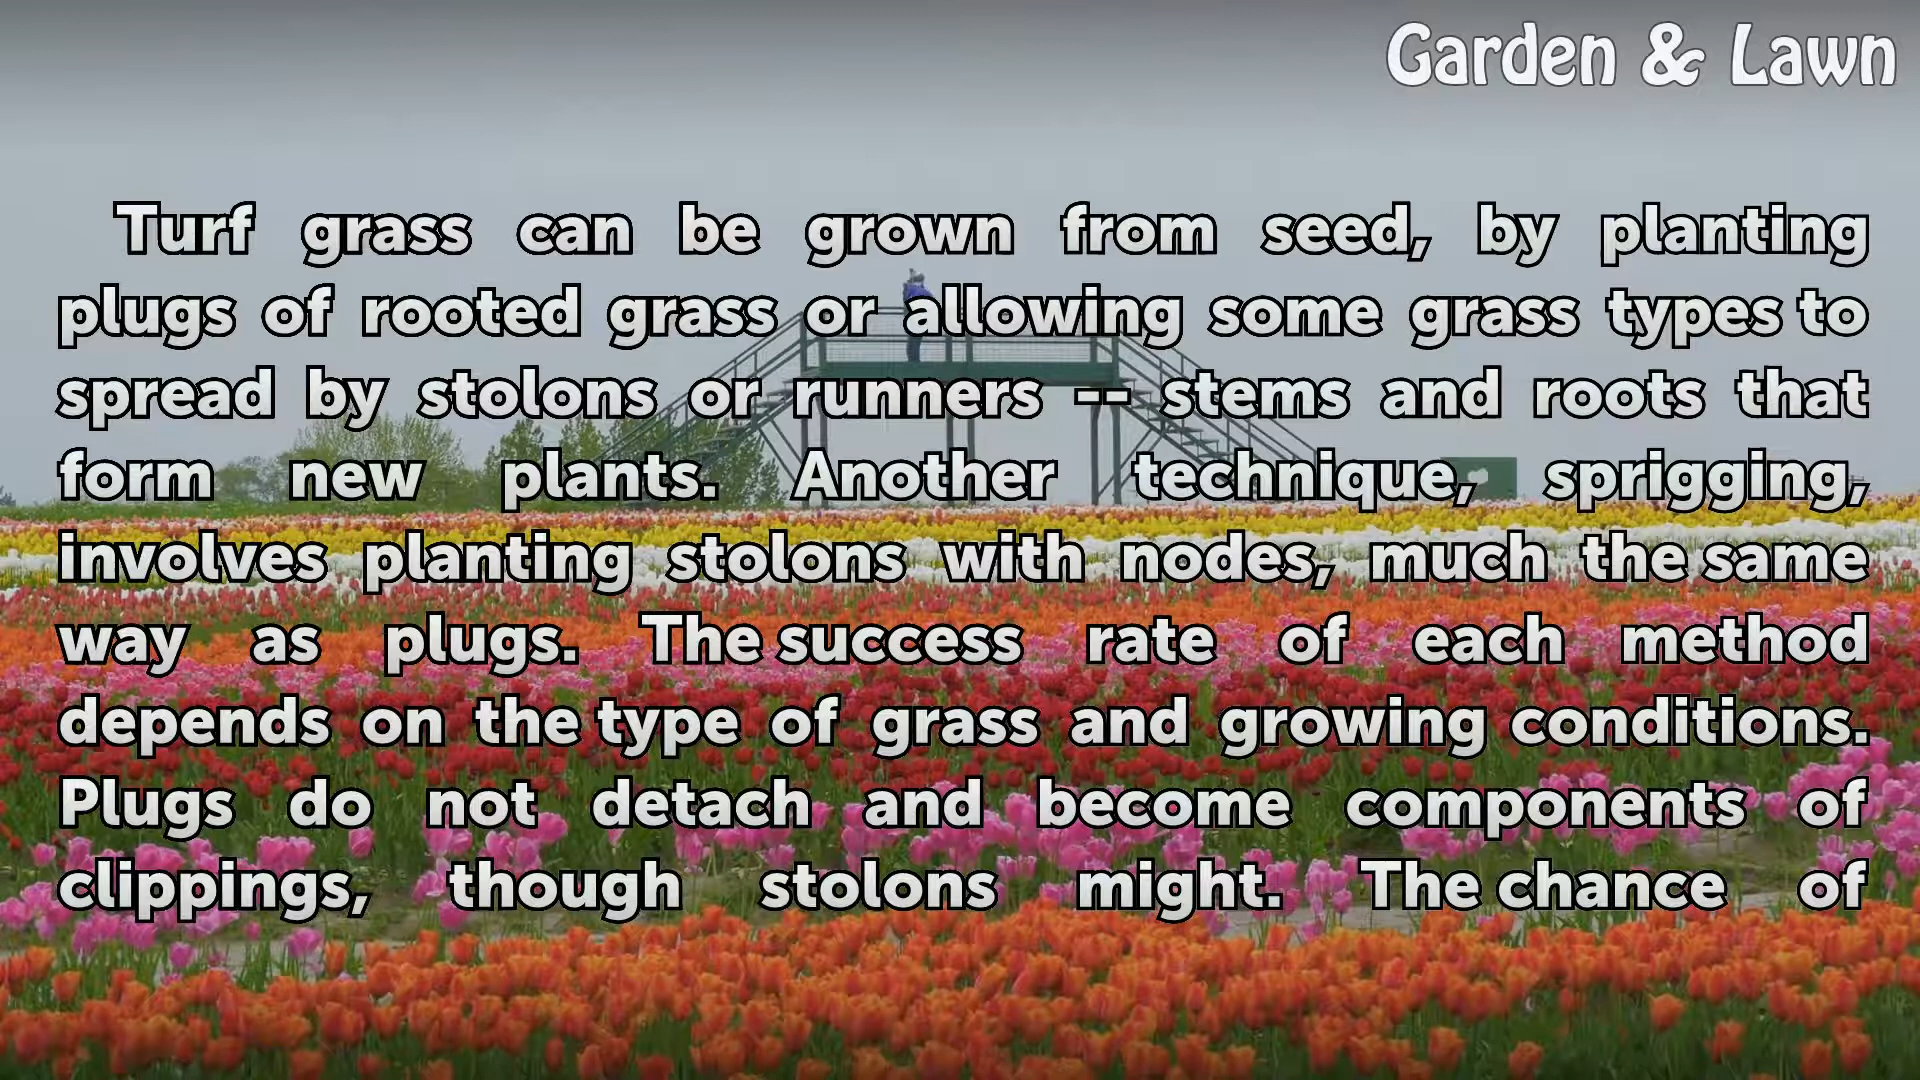 Garden & Lawn
Turf grass can be grown from seed, by planting
plugs of rooted grass or allowing some grass types to
spread by stolons or runners -- stems and roots that
form new plants. Another technique, sprigging,
involves planting stolons with nodes, much the same
way as plugs. The success rate of each method
depends on the type of grass and growing conditions.
Plugs do not detach and become components of
clippings, though stolons might. The chance of